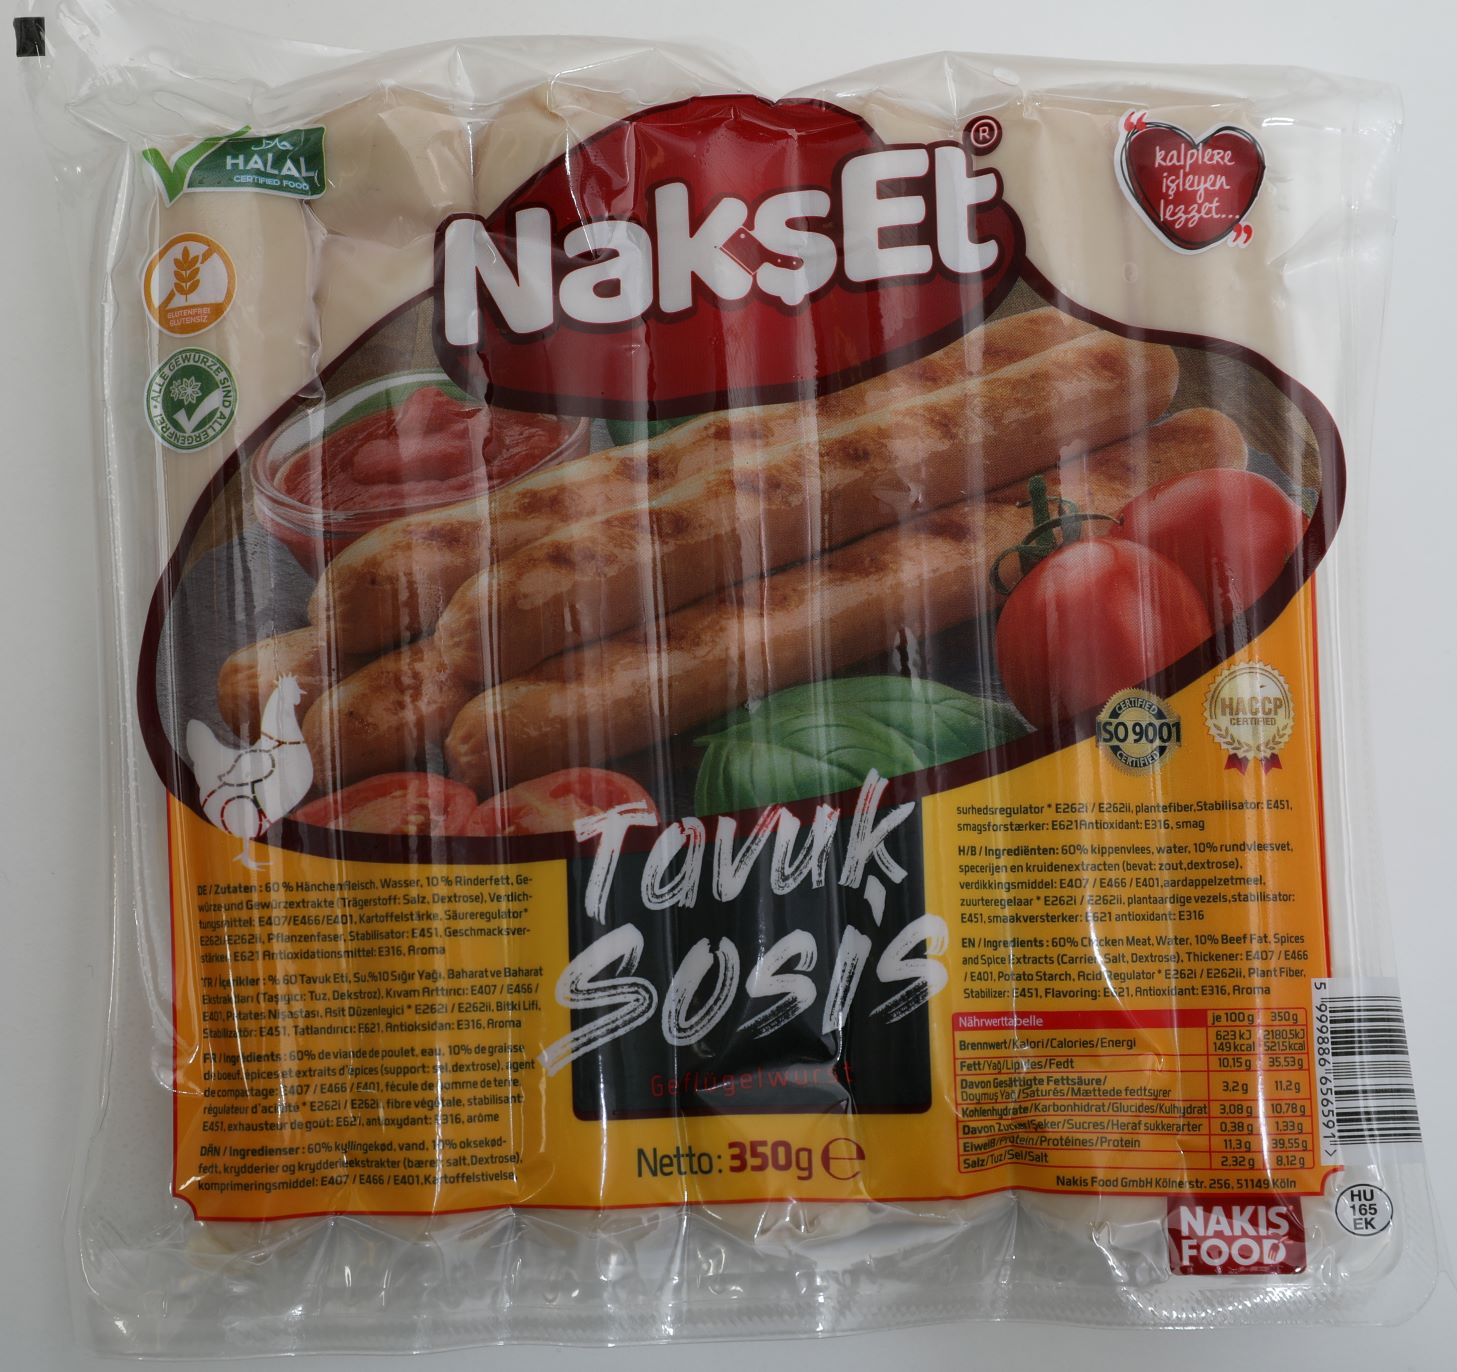 حلال
HALAL
CERTIFIED FOOD
NakşEt®
“kalplere
işleyen
lezzet...”
GLUTENFREI
GLUTENSİZ
ALLE GEWÜRZE SIND ALLERGENFREI
CERTIFIED
ISO 9001
CERTIFIED
HACCP
CERTIFIED
Tavuk
Sosis
Geflügelwurst
Netto: 350g ℮
DE / Zutaten : 60 % Hänchenfleisch, Wasser, 10 % Rinderfett, Ge-
würze und Gewürzextrakte (Trägerstoff: Salz, Dextrose), Verdich-
tungsmittel: E407/E466/E401, Kartoffelstärke, Säureregulator*
E262i/E262ii, Pflanzenfaser, Stabilisator: E451, Geschmacksver-
stärker: E621 Antioxidationsmittel: E316, Aroma
TR / İçerikler : % 60 Tavuk Eti, Su,%10 Sığır Yağı, Baharat ve Baharat
Ekstraktları (Taşıyıcı: Tuz, Dekstroz), Kıvam Arttırıcı: E407 / E466 /
E401, Patates Nişastası, Asit Düzenleyici * E262i / E262ii, Bitki Lifi,
Stabilizatör: E451, Tatlandırıcı: E621, Antioksidan: E316, Aroma
FR / Ingrédients : 60% de viande de poulet, eau, 10% de graisse
de boeuf, épices et extraits d'épices (support: sel, dextrose), agent
de compactage: E407 / E466 / E401, fécule de pomme de terre,
régulateur d'acidité * E262i / E262ii, fibre végétale, stabilisant:
E451, exhausteur de goût: E621, antioxydant: E316, arôme
DÄN / Ingredienser : 60% kyllingekød, vand, 10% oksekød-
fedt, krydderier og krydderiekstrakter (bærer: salt, Dextrose),
komprimeringsmiddel: E407 / E466 / E401, Kartoffelstivelse,
surhedsregulator * E262i / E262ii, plantefiber, Stabilisator: E451,
smagsforstærker: E621Antioxidant: E316, smag
H/B / Ingrediënten: 60% kippenvlees, water, 10% rundvleesvet,
specerijen en kruidenextracten (bevat: zout,dextrose),
verdikkingsmiddel: E407 / E466 / E401,aardappelzetmeel,
zuurteregelaar * E262i / E262ii, plantaardige vezels,stabilisator:
E451, smaakversterker: E621 antioxidant: E316
EN / Ingredients : 60% Chicken Meat, Water, 10% Beef Fat, Spices
and Spice Extracts (Carrier: Salt, Dextrose), Thickener: E407 / E466
/ E401, Potato Starch, Acid Regulator * E262i / E262ii, Plant Fiber,
Stabilizer: E451, Flavoring: E621, Antioxidant: E316, Aroma
Nährwerttabelle je 100 g 350 g
Brennwert/Kalori/Calories/Energi 623 kJ 2180,5kJ
149 kcal 521,5kcal
Fett/Yağ/Lipides/Fedt 10,15 g 35,53 g
Davon Gesättigte Fettsäure/
Doymuş Yağ/Saturés/Mættede fedtsyrer 3,2 g 11,2 g
Kohlenhydrate/Karbonhidrat/Glucides/Kulhydrat 3,08 g 10,78 g
Davon Zucker/Şeker/Sucres/Heraf sukkerarter 0,38 g 1,33 g
Eiweiß/Protein/Protéines/Protein 11,3 g 39,55 g
Salz/Tuz/Sel/Salt 2,32 g 8,12 g
Nakis Food GmbH Kölnerstr. 256, 51149 Köln
5 999886 656591 >
NAKIS
FOOD
HU
165
EK